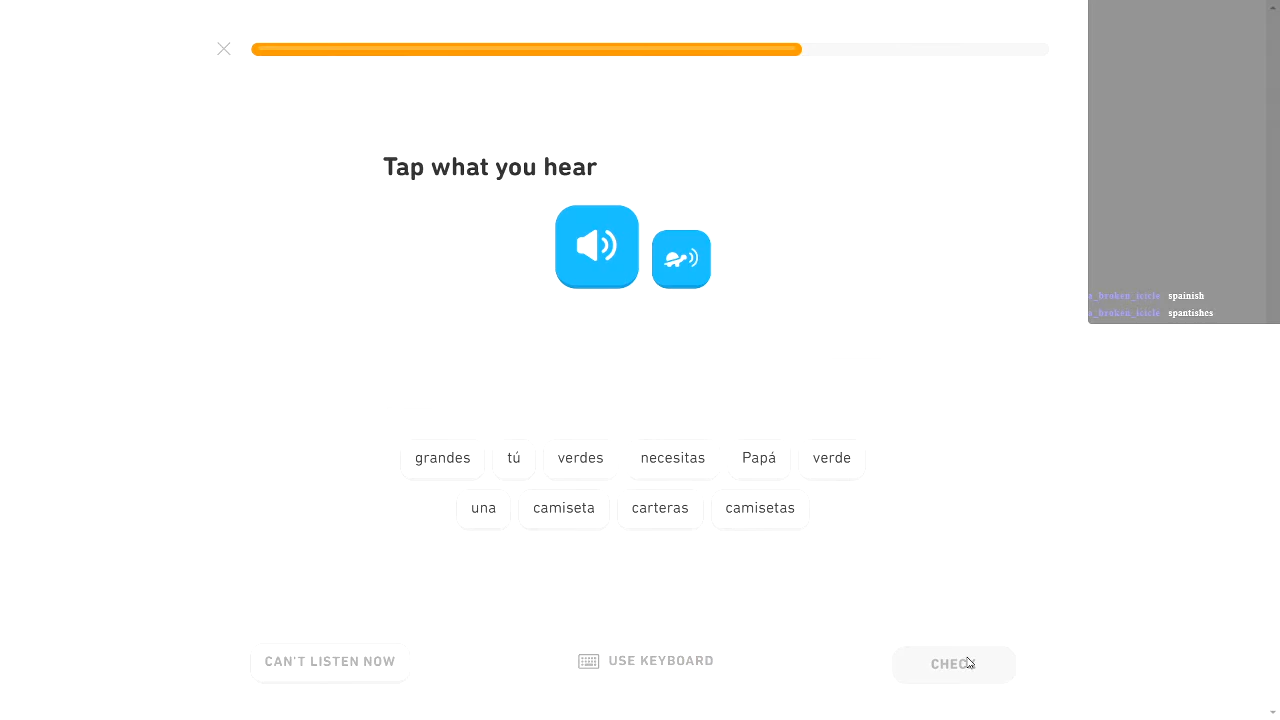 Tap what you hear
spainish
spantishes
grandes tú verdes necesitas Papá verde
una camiseta carteras camisetas
CAN'T LISTEN NOW USE KEYBOARD CHECK